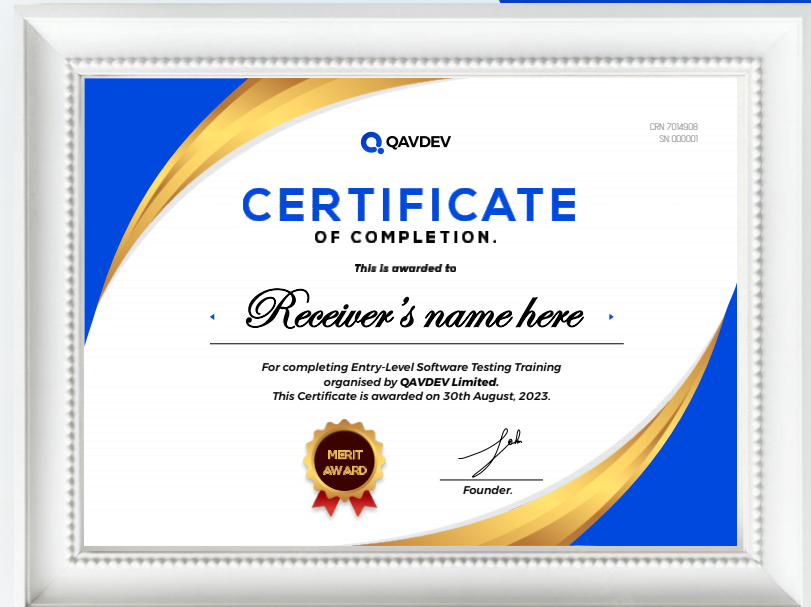 QAVDEV
CRN 7014908
SN 000001
CERTIFICATE
OF COMPLETION.
This is awarded to
Receiver's name here
For completing Entry-Level Software Testing Training
organised by QAVDEV Limited.
This Certificate is awarded on 30th August, 2023.
MERIT
AWARD
Founder.